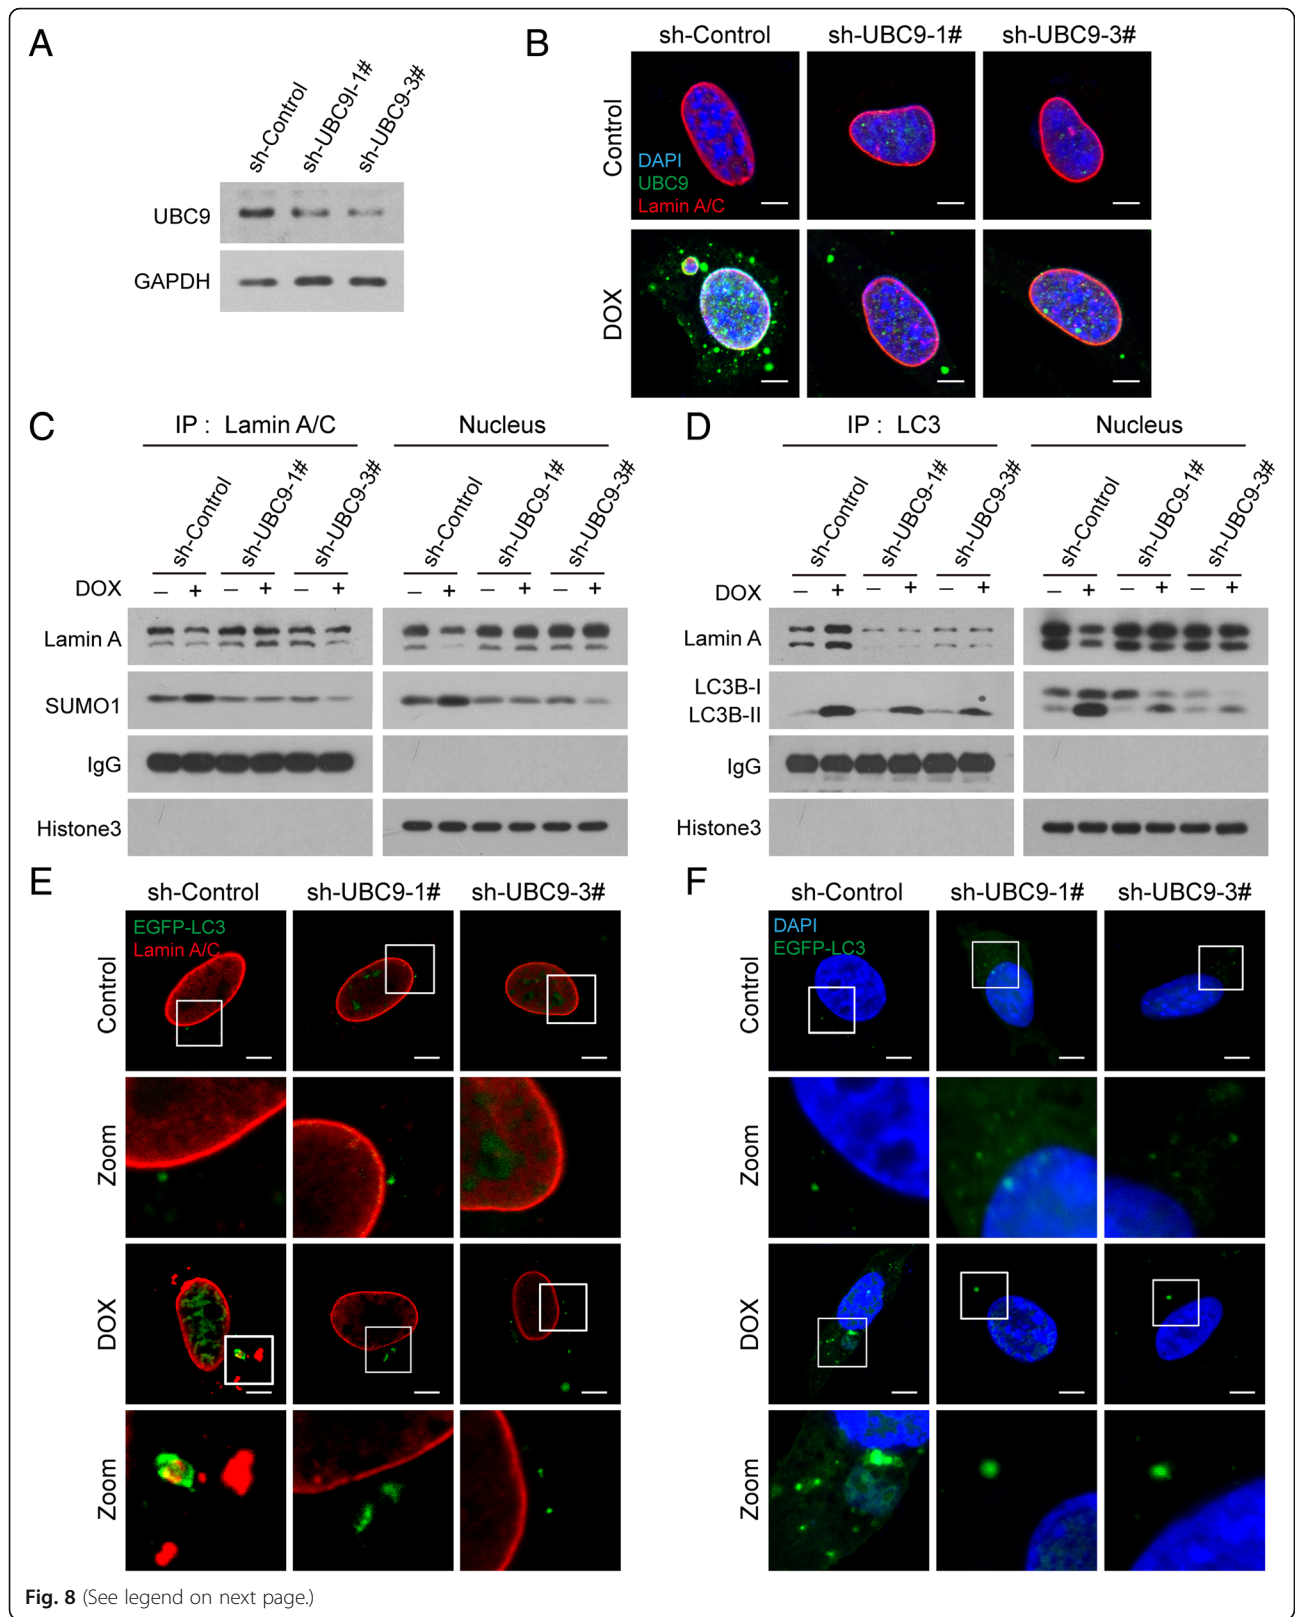 A
sh-Control
sh-UBC9I-1#
sh-UBC9-3#
UBC9
GAPDH
B
sh-Control sh-UBC9-1# sh-UBC9-3#
Control
DAPI
UBC9
Lamin A/C
DOX
C
IP : Lamin A/C Nucleus
sh-Control sh-UBC9-1# sh-UBC9-3# sh-Control sh-UBC9-1# sh-UBC9-3#
DOX − + − + − + − + − + − +
Lamin A
SUMO1
IgG
Histone3
D
IP : LC3 Nucleus
sh-Control sh-UBC9-1# sh-UBC9-3# sh-Control sh-UBC9-1# sh-UBC9-3#
DOX − + − + − + − + − + − +
Lamin A
LC3B-I
LC3B-II
IgG
Histone3
E
sh-Control sh-UBC9-1# sh-UBC9-3#
EGFP-LC3
Lamin A/C
Control
Zoom
DOX
Zoom
F
sh-Control sh-UBC9-1# sh-UBC9-3#
DAPI
EGFP-LC3
Control
Zoom
DOX
Zoom
Fig. 8 (See legend on next page.)